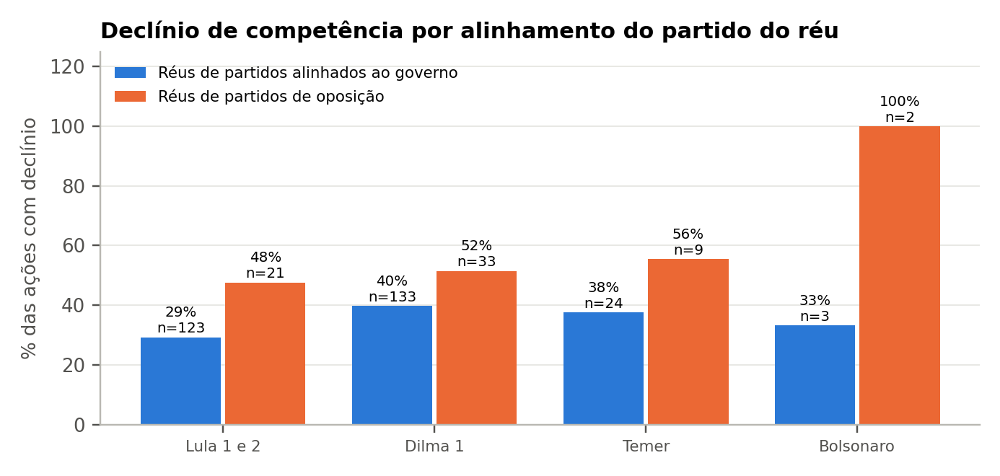 Declínio de competência por alinhamento do partido do réu
Réus de partidos alinhados ao governo
Réus de partidos de oposição
% das ações com declínio
120
100
80
60
40
20
0
29%
n=123
48%
n=21
40%
n=133
52%
n=33
38%
n=24
56%
n=9
33%
n=3
100%
n=2
Lula 1 e 2
Dilma 1
Temer
Bolsonaro